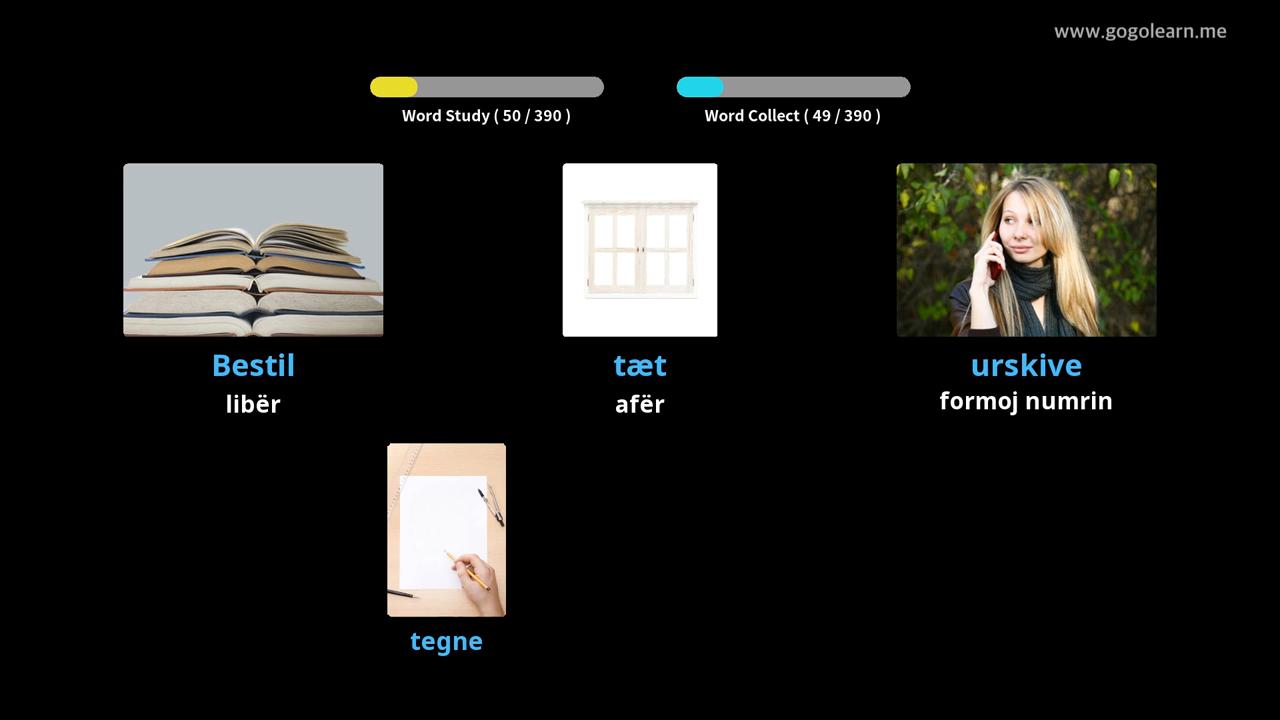 www.gogolearn.me
Word Study ( 50 / 390 )
Word Collect ( 49 / 390 )
Bestil
libër
tæt
afër
urskive
formoj numrin
tegne